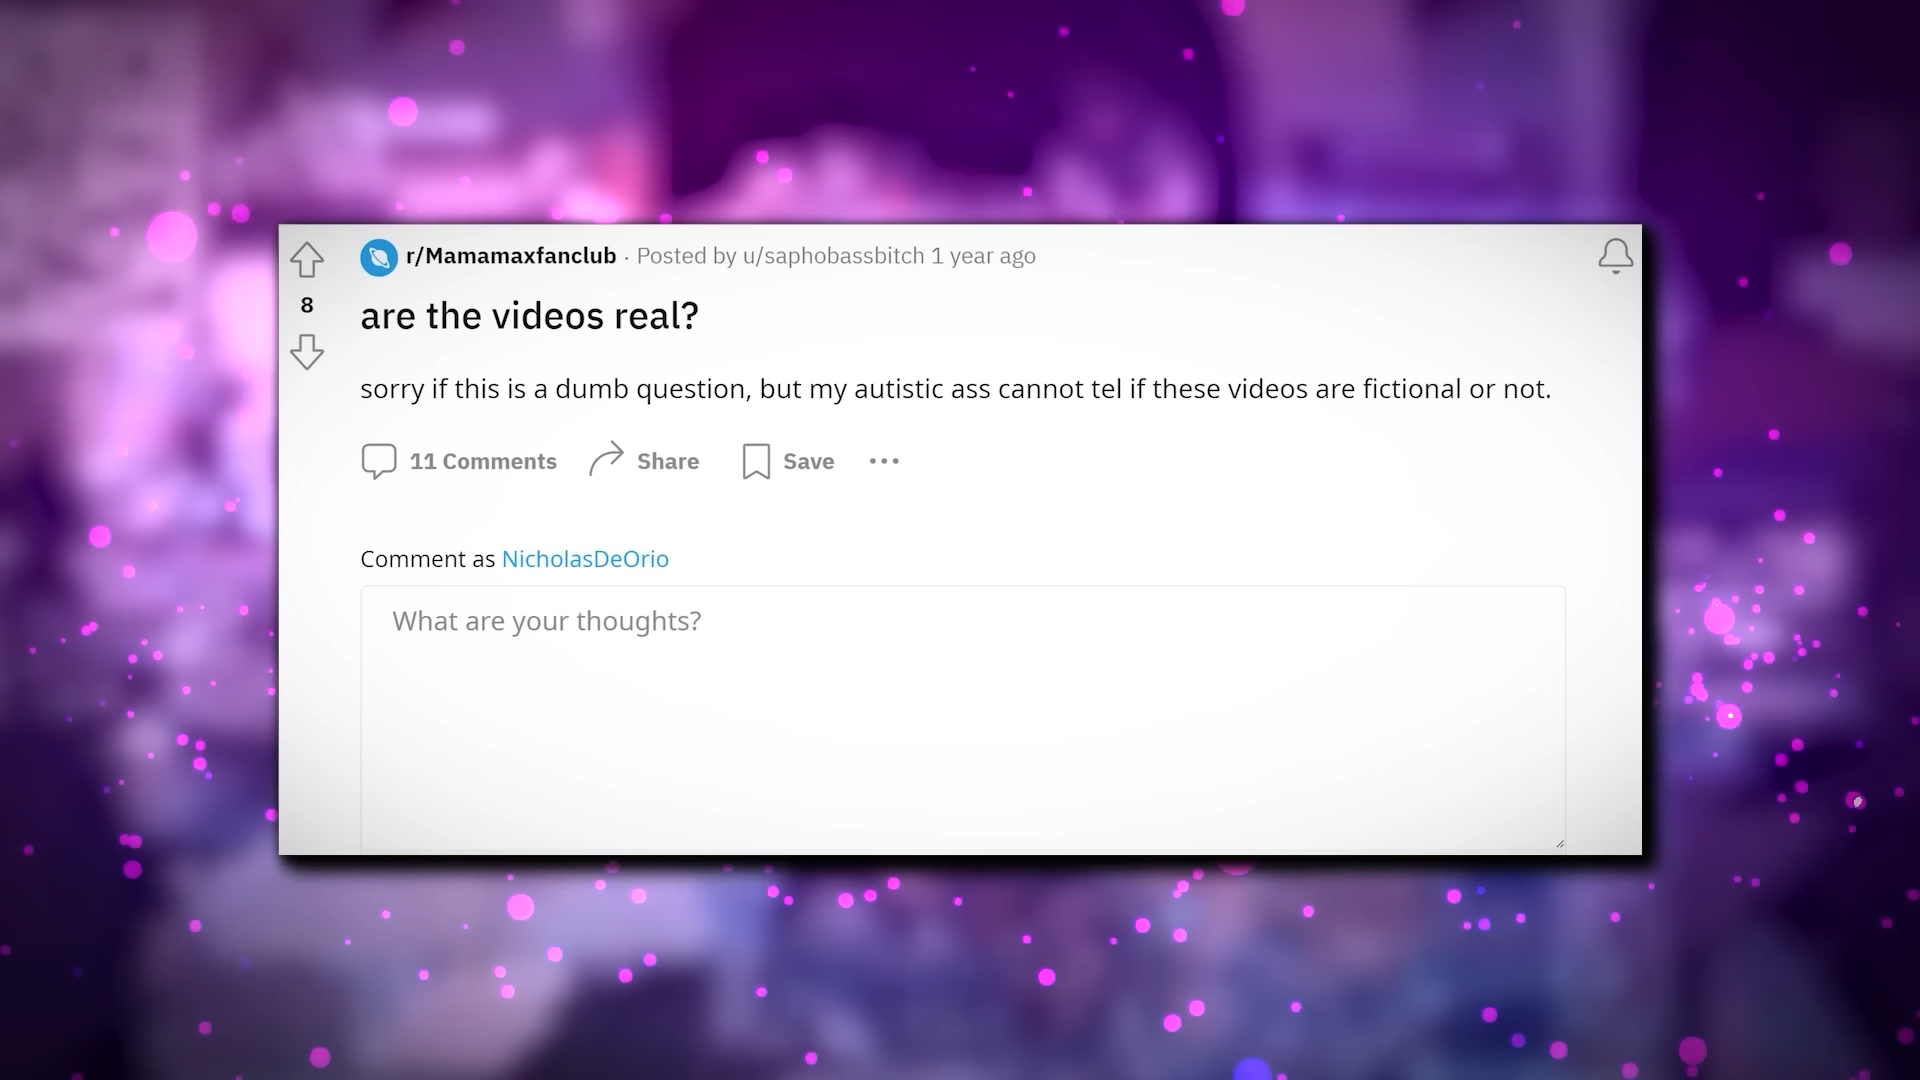 r/Mamamaxfanclub · Posted by u/saphobassbitch 1 year ago
8
are the videos real?
sorry if this is a dumb question, but my autistic ass cannot tel if these videos are fictional or not.
11 Comments Share Save
Comment as NicholasDeOrio
What are your thoughts?